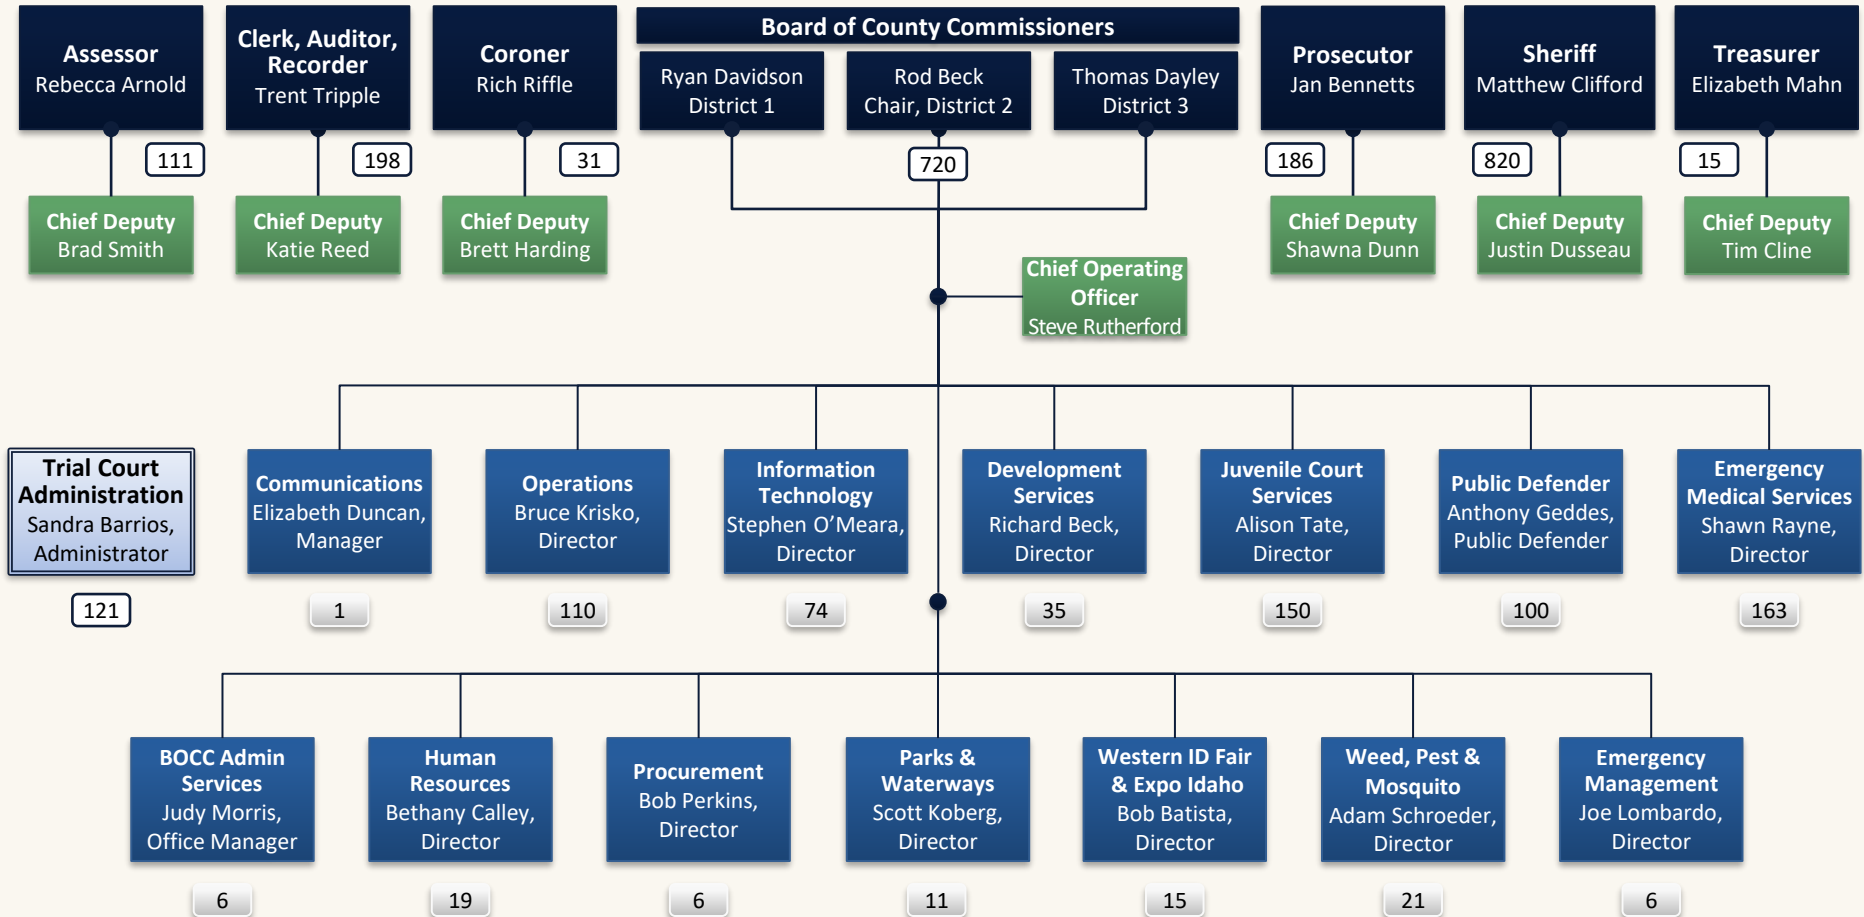 Assessor
Rebecca Arnold
Clerk, Auditor,
Recorder
Trent Tripple
Coroner
Rich Riffle
Board of County Commissioners
Ryan Davidson
District 1
Rod Beck
Chair, District 2
Thomas Dayley
District 3
Prosecutor
Jan Bennetts
Sheriff
Matthew Clifford
Treasurer
Elizabeth Mahn
111
198
31
720
186
820
15
Chief Deputy
Brad Smith
Chief Deputy
Katie Reed
Chief Deputy
Brett Harding
Chief Deputy
Shawna Dunn
Chief Deputy
Justin Dusseau
Chief Deputy
Tim Cline
Chief Operating
Officer
Steve Rutherford
Trial Court
Administration
Sandra Barrios,
Administrator
Communications
Elizabeth Duncan,
Manager
Operations
Bruce Krisko,
Director
Information
Technology
Stephen O’Meara,
Director
Development
Services
Richard Beck,
Director
Juvenile Court
Services
Alison Tate,
Director
Public Defender
Anthony Geddes,
Public Defender
Emergency
Medical Services
Shawn Rayne,
Director
121
1
110
74
35
150
100
163
BOCC Admin
Services
Judy Morris,
Office Manager
Human
Resources
Bethany Calley,
Director
Procurement
Bob Perkins,
Director
Parks &
Waterways
Scott Koberg,
Director
Western ID Fair
& Expo Idaho
Bob Batista,
Director
Weed, Pest &
Mosquito
Adam Schroeder,
Director
Emergency
Management
Joe Lombardo,
Director
6
19
6
11
15
21
6